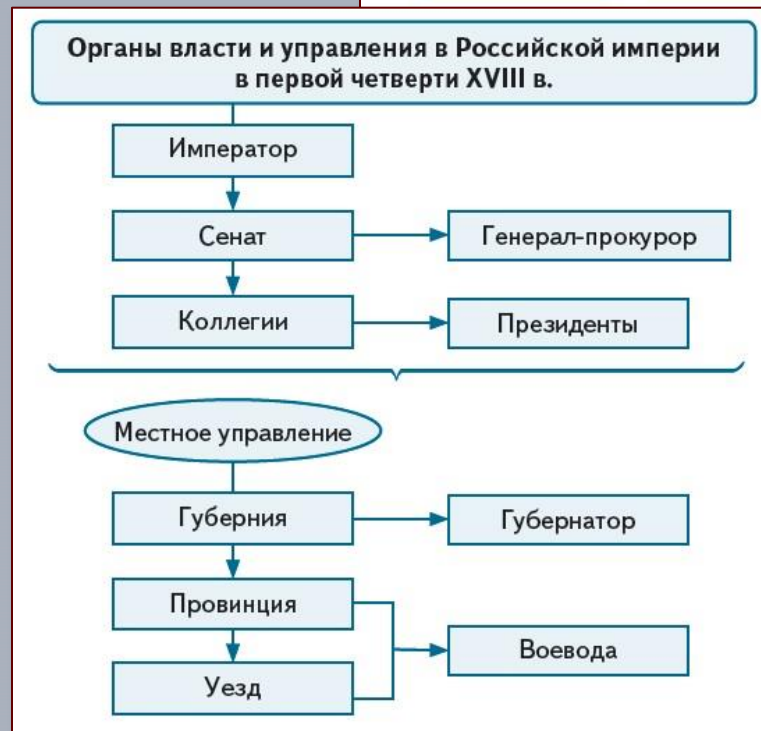 Органы власти и управления в Российской империи
в первой четверти XVIII в.
Император
Сенат
Генерал-прокурор
Коллегии
Президенты
Местное управление
Губерния
Губернатор
Провинция
Воевода
Уезд